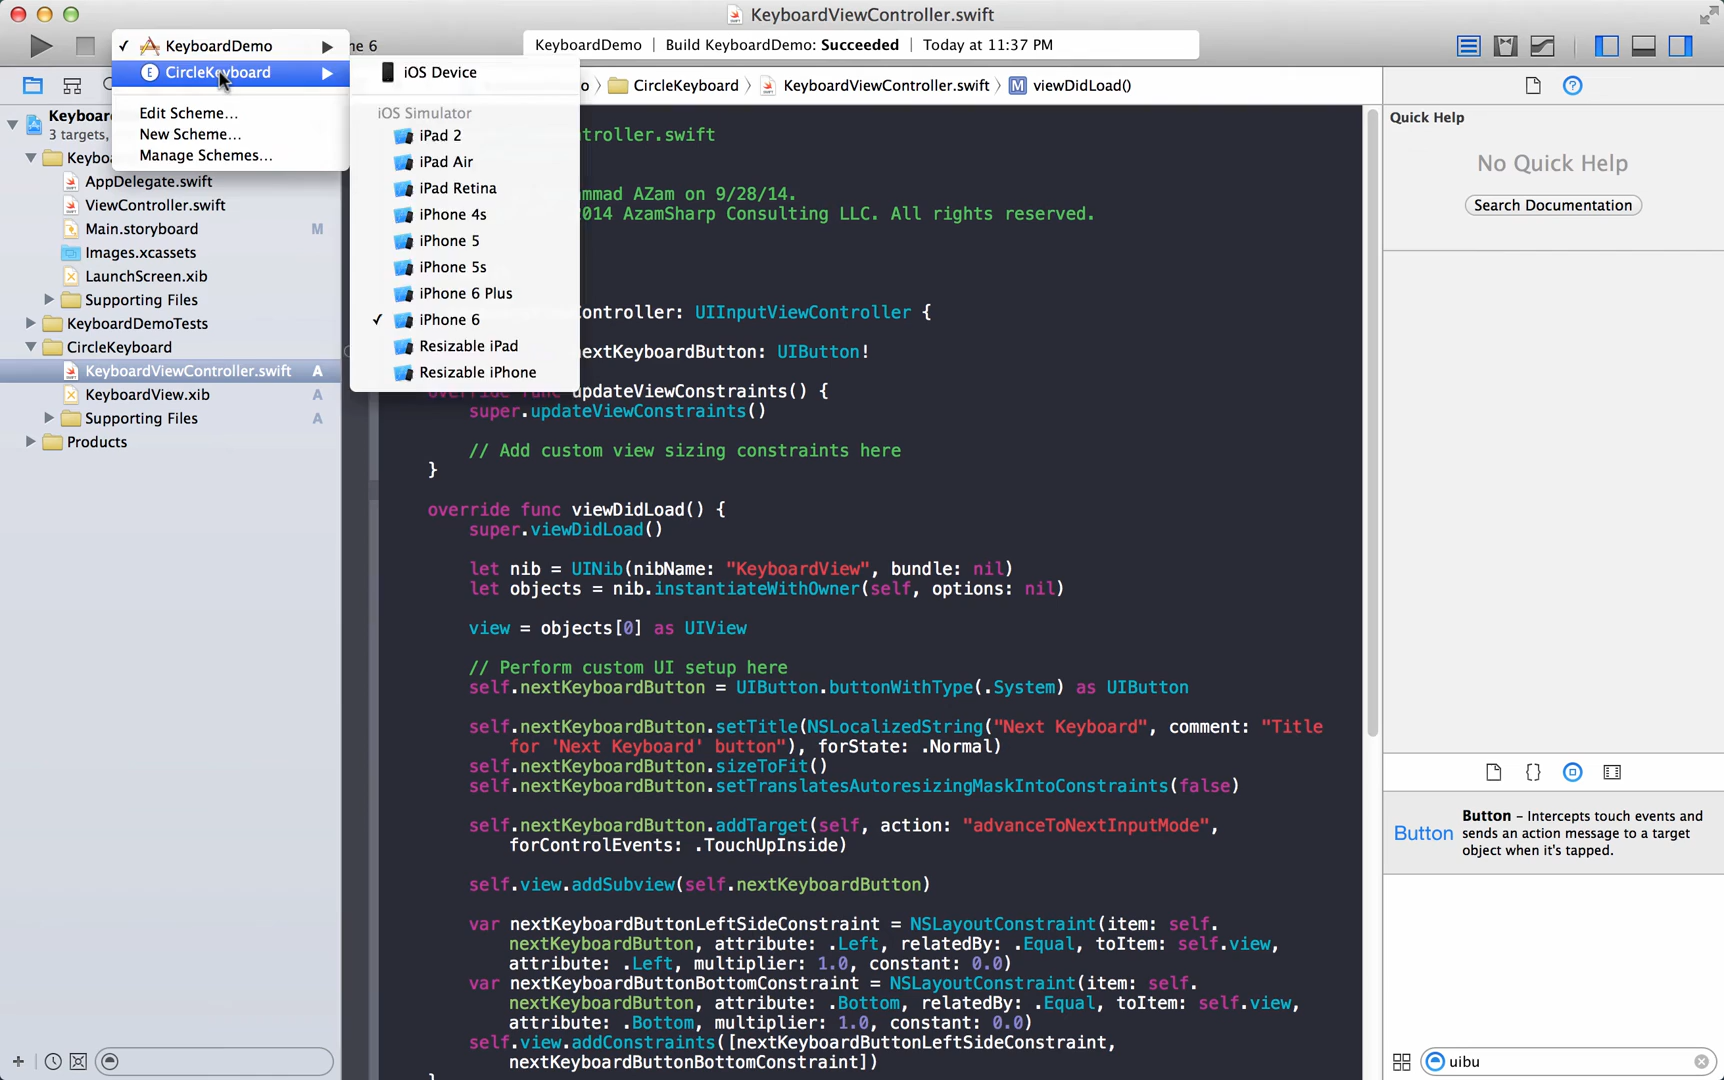 KeyboardViewController.swift
KeyboardDemo
ne 6
KeyboardDemo | Build KeyboardDemo: Succeeded | Today at 11:37 PM
CircleKeyboard
Edit Scheme...
New Scheme...
Manage Schemes...
iOS Device
iOS Simulator
iPad 2
iPad Air
iPad Retina
iPhone 4s
iPhone 5
iPhone 5s
iPhone 6 Plus
iPhone 6
Resizable iPad
Resizable iPhone
o > CircleKeyboard > KeyboardViewController.swift > M viewDidLoad()
Keyboar
3 targets,
Keybo
AppDelegate.swift
ViewController.swift
Main.storyboard M
Images.xcassets
LaunchScreen.xib
Supporting Files
KeyboardDemoTests
CircleKeyboard
KeyboardViewController.swift A
KeyboardView.xib A
Supporting Files A
Products
troller.swift
mmad AZam on 9/28/14.
014 AzamSharp Consulting LLC. All rights reserved.
ontroller: UIInputViewController {
nextKeyboardButton: UIButton!
override func updateViewConstraints() {
super.updateViewConstraints()
// Add custom view sizing constraints here
}
override func viewDidLoad() {
super.viewDidLoad()
let nib = UINib(nibName: "KeyboardView", bundle: nil)
let objects = nib.instantiateWithOwner(self, options: nil)
view = objects[0] as UIView
// Perform custom UI setup here
self.nextKeyboardButton = UIButton.buttonWithType(.System) as UIButton
self.nextKeyboardButton.setTitle(NSLocalizedString("Next Keyboard", comment: "Title
for 'Next Keyboard' button"), forState: .Normal)
self.nextKeyboardButton.sizeToFit()
self.nextKeyboardButton.setTranslatesAutoresizingMaskIntoConstraints(false)
self.nextKeyboardButton.addTarget(self, action: "advanceToNextInputMode",
forControlEvents: .TouchUpInside)
self.view.addSubview(self.nextKeyboardButton)
var nextKeyboardButtonLeftSideConstraint = NSLayoutConstraint(item: self.
nextKeyboardButton, attribute: .Left, relatedBy: .Equal, toItem: self.view,
attribute: .Left, multiplier: 1.0, constant: 0.0)
var nextKeyboardButtonBottomConstraint = NSLayoutConstraint(item: self.
nextKeyboardButton, attribute: .Bottom, relatedBy: .Equal, toItem: self.view,
attribute: .Bottom, multiplier: 1.0, constant: 0.0)
self.view.addConstraints([nextKeyboardButtonLeftSideConstraint,
nextKeyboardButtonBottomConstraint])
Quick Help
No Quick Help
Search Documentation
Button
Button – Intercepts touch events and
sends an action message to a target
object when it's tapped.
uibu